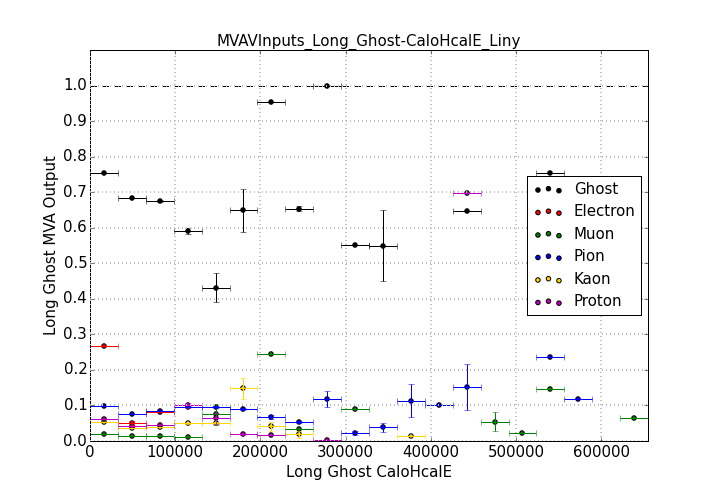 MVAVInputs_Long_Ghost-CaloHcalE_Liny
1.0
0.9
0.8
0.7
0.6
0.5
0.4
0.3
0.2
0.1
0.0
Long Ghost MVA Output
Ghost
Electron
Muon
Pion
Kaon
Proton
0 100000 200000 300000 400000 500000 600000
Long Ghost CaloHcalE